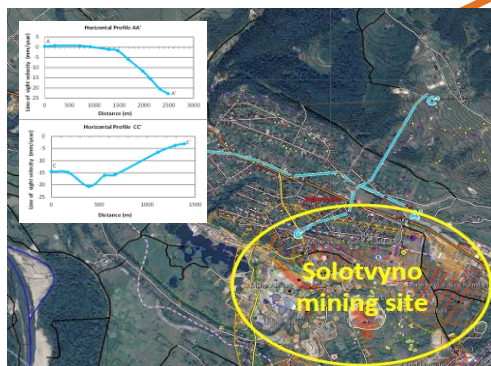 Horizontal Profile AA'
Line of sight velocity (mm/year)
5
0
5
10
15
20
25
A
A'
0 500 1000 1500 2000 2500 3000
Distance (m)
Horizontal Profile CC'
Line of sight velocity (mm/year)
0
5
10
15
20
25
C
C'
0 500 1000 1500
Distance (m)
Solotvyno
mining site